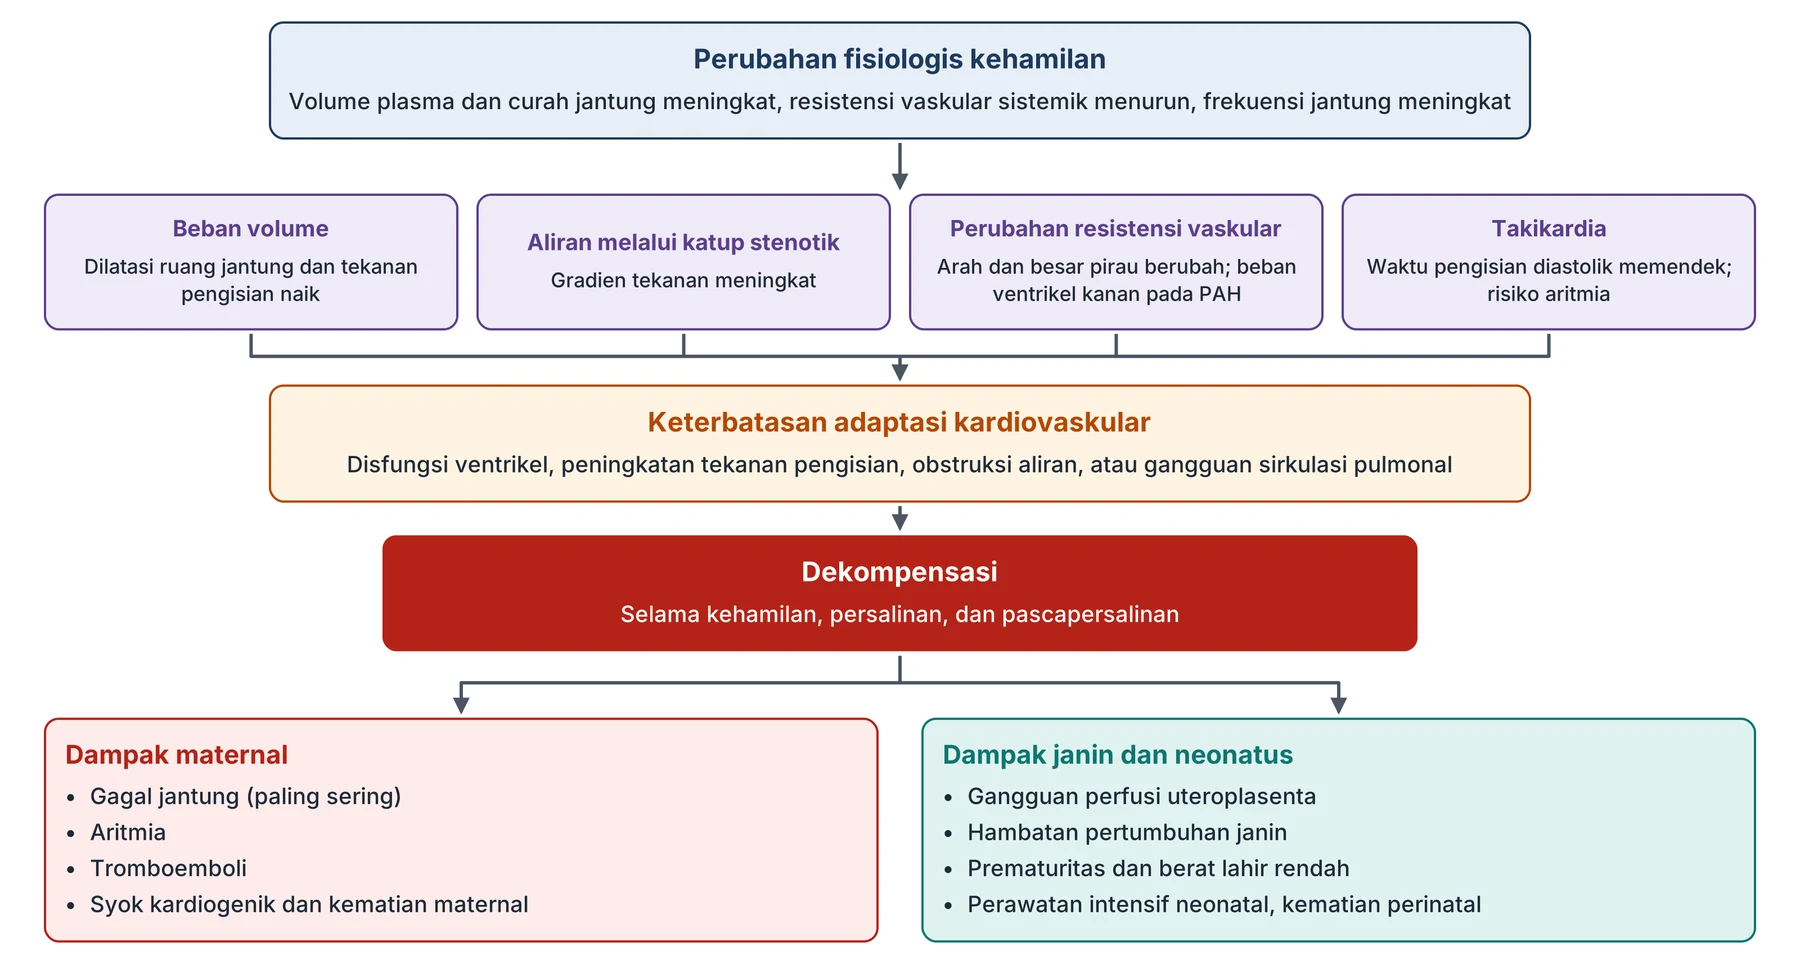 Perubahan fisiologis kehamilan
Volume plasma dan curah jantung meningkat, resistensi vaskular sistemik menurun, frekuensi jantung meningkat
Beban volume
Dilatasi ruang jantung dan tekanan
pengisian naik
Aliran melalui katup stenotik
Gradien tekanan meningkat
Perubahan resistensi vaskular
Arah dan besar pirau berubah; beban
ventrikel kanan pada PAH
Takikardia
Waktu pengisian diastolik memendek;
risiko aritmia
Keterbatasan adaptasi kardiovaskular
Disfungsi ventrikel, peningkatan tekanan pengisian, obstruksi aliran, atau gangguan sirkulasi pulmonal
Dekompensasi
Selama kehamilan, persalinan, dan pascapersalinan
Dampak maternal
• Gagal jantung (paling sering)
• Aritmia
• Tromboemboli
• Syok kardiogenik dan kematian maternal
Dampak janin dan neonatus
• Gangguan perfusi uteroplasenta
• Hambatan pertumbuhan janin
• Prematuritas dan berat lahir rendah
• Perawatan intensif neonatal, kematian perinatal